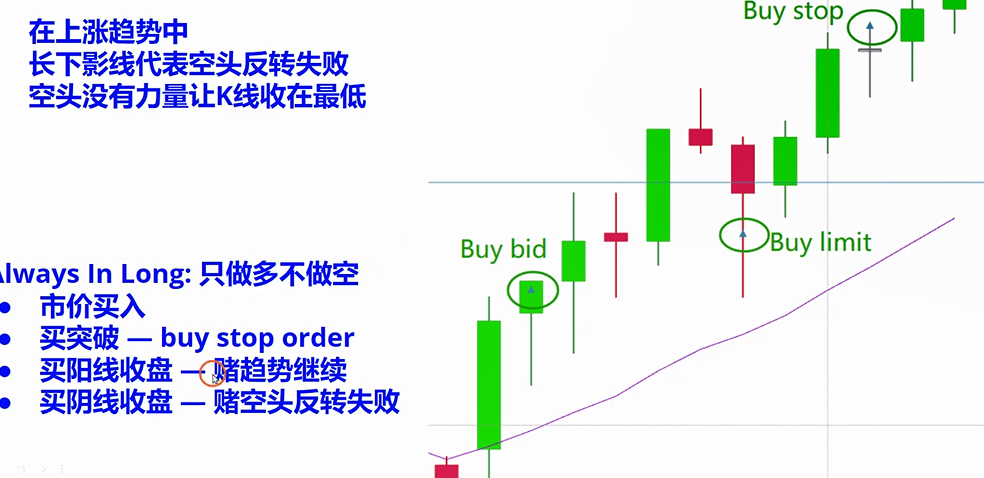 在上涨趋势中
长下影线代表空头反转失败
空头没有力量让K线收在最低
Buy stop
Buy bid
Buy limit
Always In Long: 只做多不做空
• 市价买入
• 买突破 — buy stop order
• 买阳线收盘 — 赌趋势继续
• 买阴线收盘 — 赌空头反转失败
13